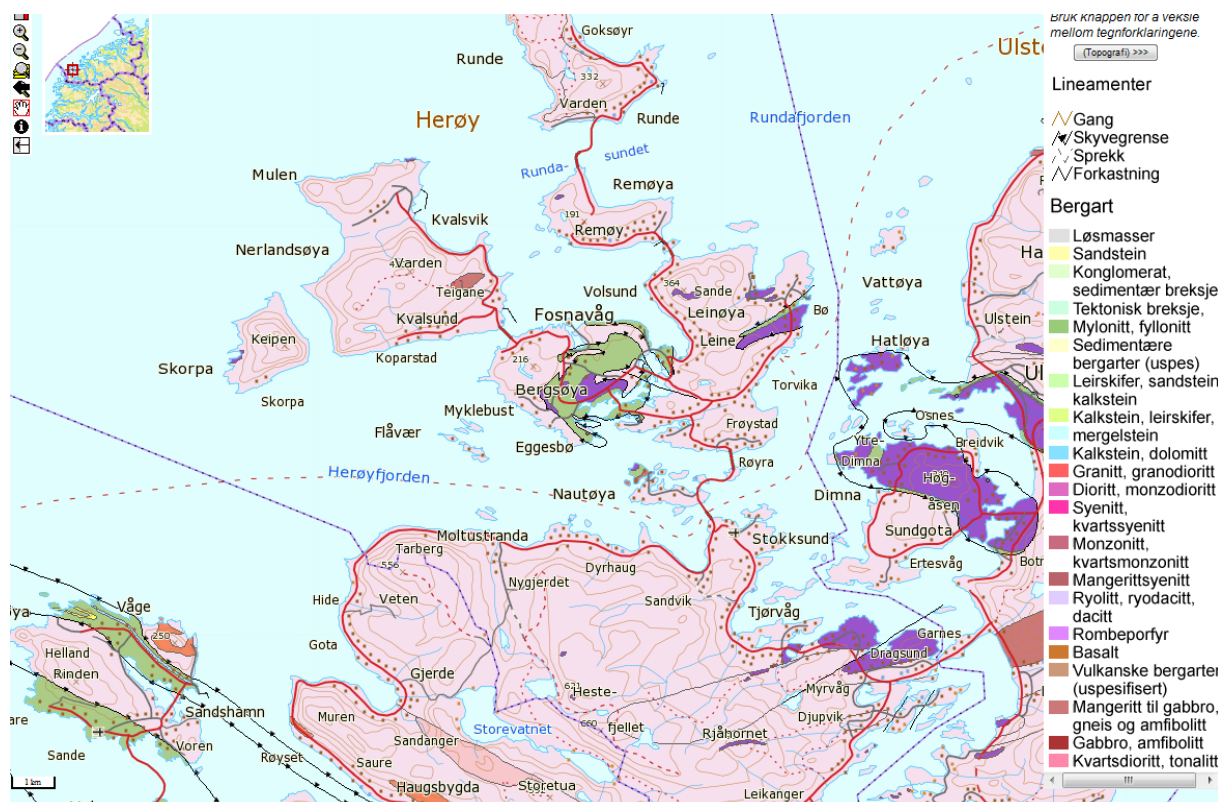 Bruk knappen for å veksle
mellom tegnforklaringene.
(Topografi) >>>
Lineamenter
Gang
Skyvegrense
Sprekk
Forkastning
Bergart
Løsmasser
Sandstein
Konglomerat,
sedimentær breksje
Tektonisk breksje,
Mylonitt, fyllonitt
Sedimentære
bergarter (uspes)
Leirskifer, sandstein
kalkstein
Kalkstein, leirskifer,
mergelstein
Kalkstein, dolomitt
Granitt, granodioritt
Dioritt, monzodioritt
Syenitt,
kvartssyenitt
Monzonitt,
kvartsmonzonitt
Mangerittsyenitt
Ryolitt, ryodacitt,
dacitt
Rombeporfyr
Basalt
Vulkanske bergarter
(uspesifisert)
Mangeritt til gabbro,
gneis og amfibolitt
Gabbro, amfibolitt
Kvartsdioritt, tonalitt
Goksøyr
Runde
332
Varden
Runde
Herøy
Rundafjorden
Ulst
Runda-
sundet
Mulen
Remøya
Kvalsvik
191
Remøy
Nerlandsøya
Varden
Teigane
Volsund
364
Sande
Vattøya
Leinøya
Bø
Ulstein
Kvalsund
Fosnavåg
Keipen
Koparstad
216
Leine
Hatløya
Skorpa
Skorpa
Bergsøya
Torvika
Myklebust
Osnes
Flåvær
Frøystad
Ytre-
Dimna
Breidvik
Eggesbø
Røyra
Herøyfjorden
Høg-
åsen
Nautøya
Dimna
Sundgota
Moltustranda
Stokksund
Tarberg
556
Dyrhaug
Ertesvåg
Nygjerdet
Botn
Hide
Veten
Sandvik
Våge
Tjørvåg
250
Gota
Garnes
Helland
Dragsund
Rinden
Gjerde
Myrvåg
621
Heste-
fjellet
660
Sandshamn
Muren
Storevatnet
Djupvik
Rjåhornet
Sande
Voren
Sandanger
Røyset
Saure
Haugsbygda
Storetua
Leikanger
1 km